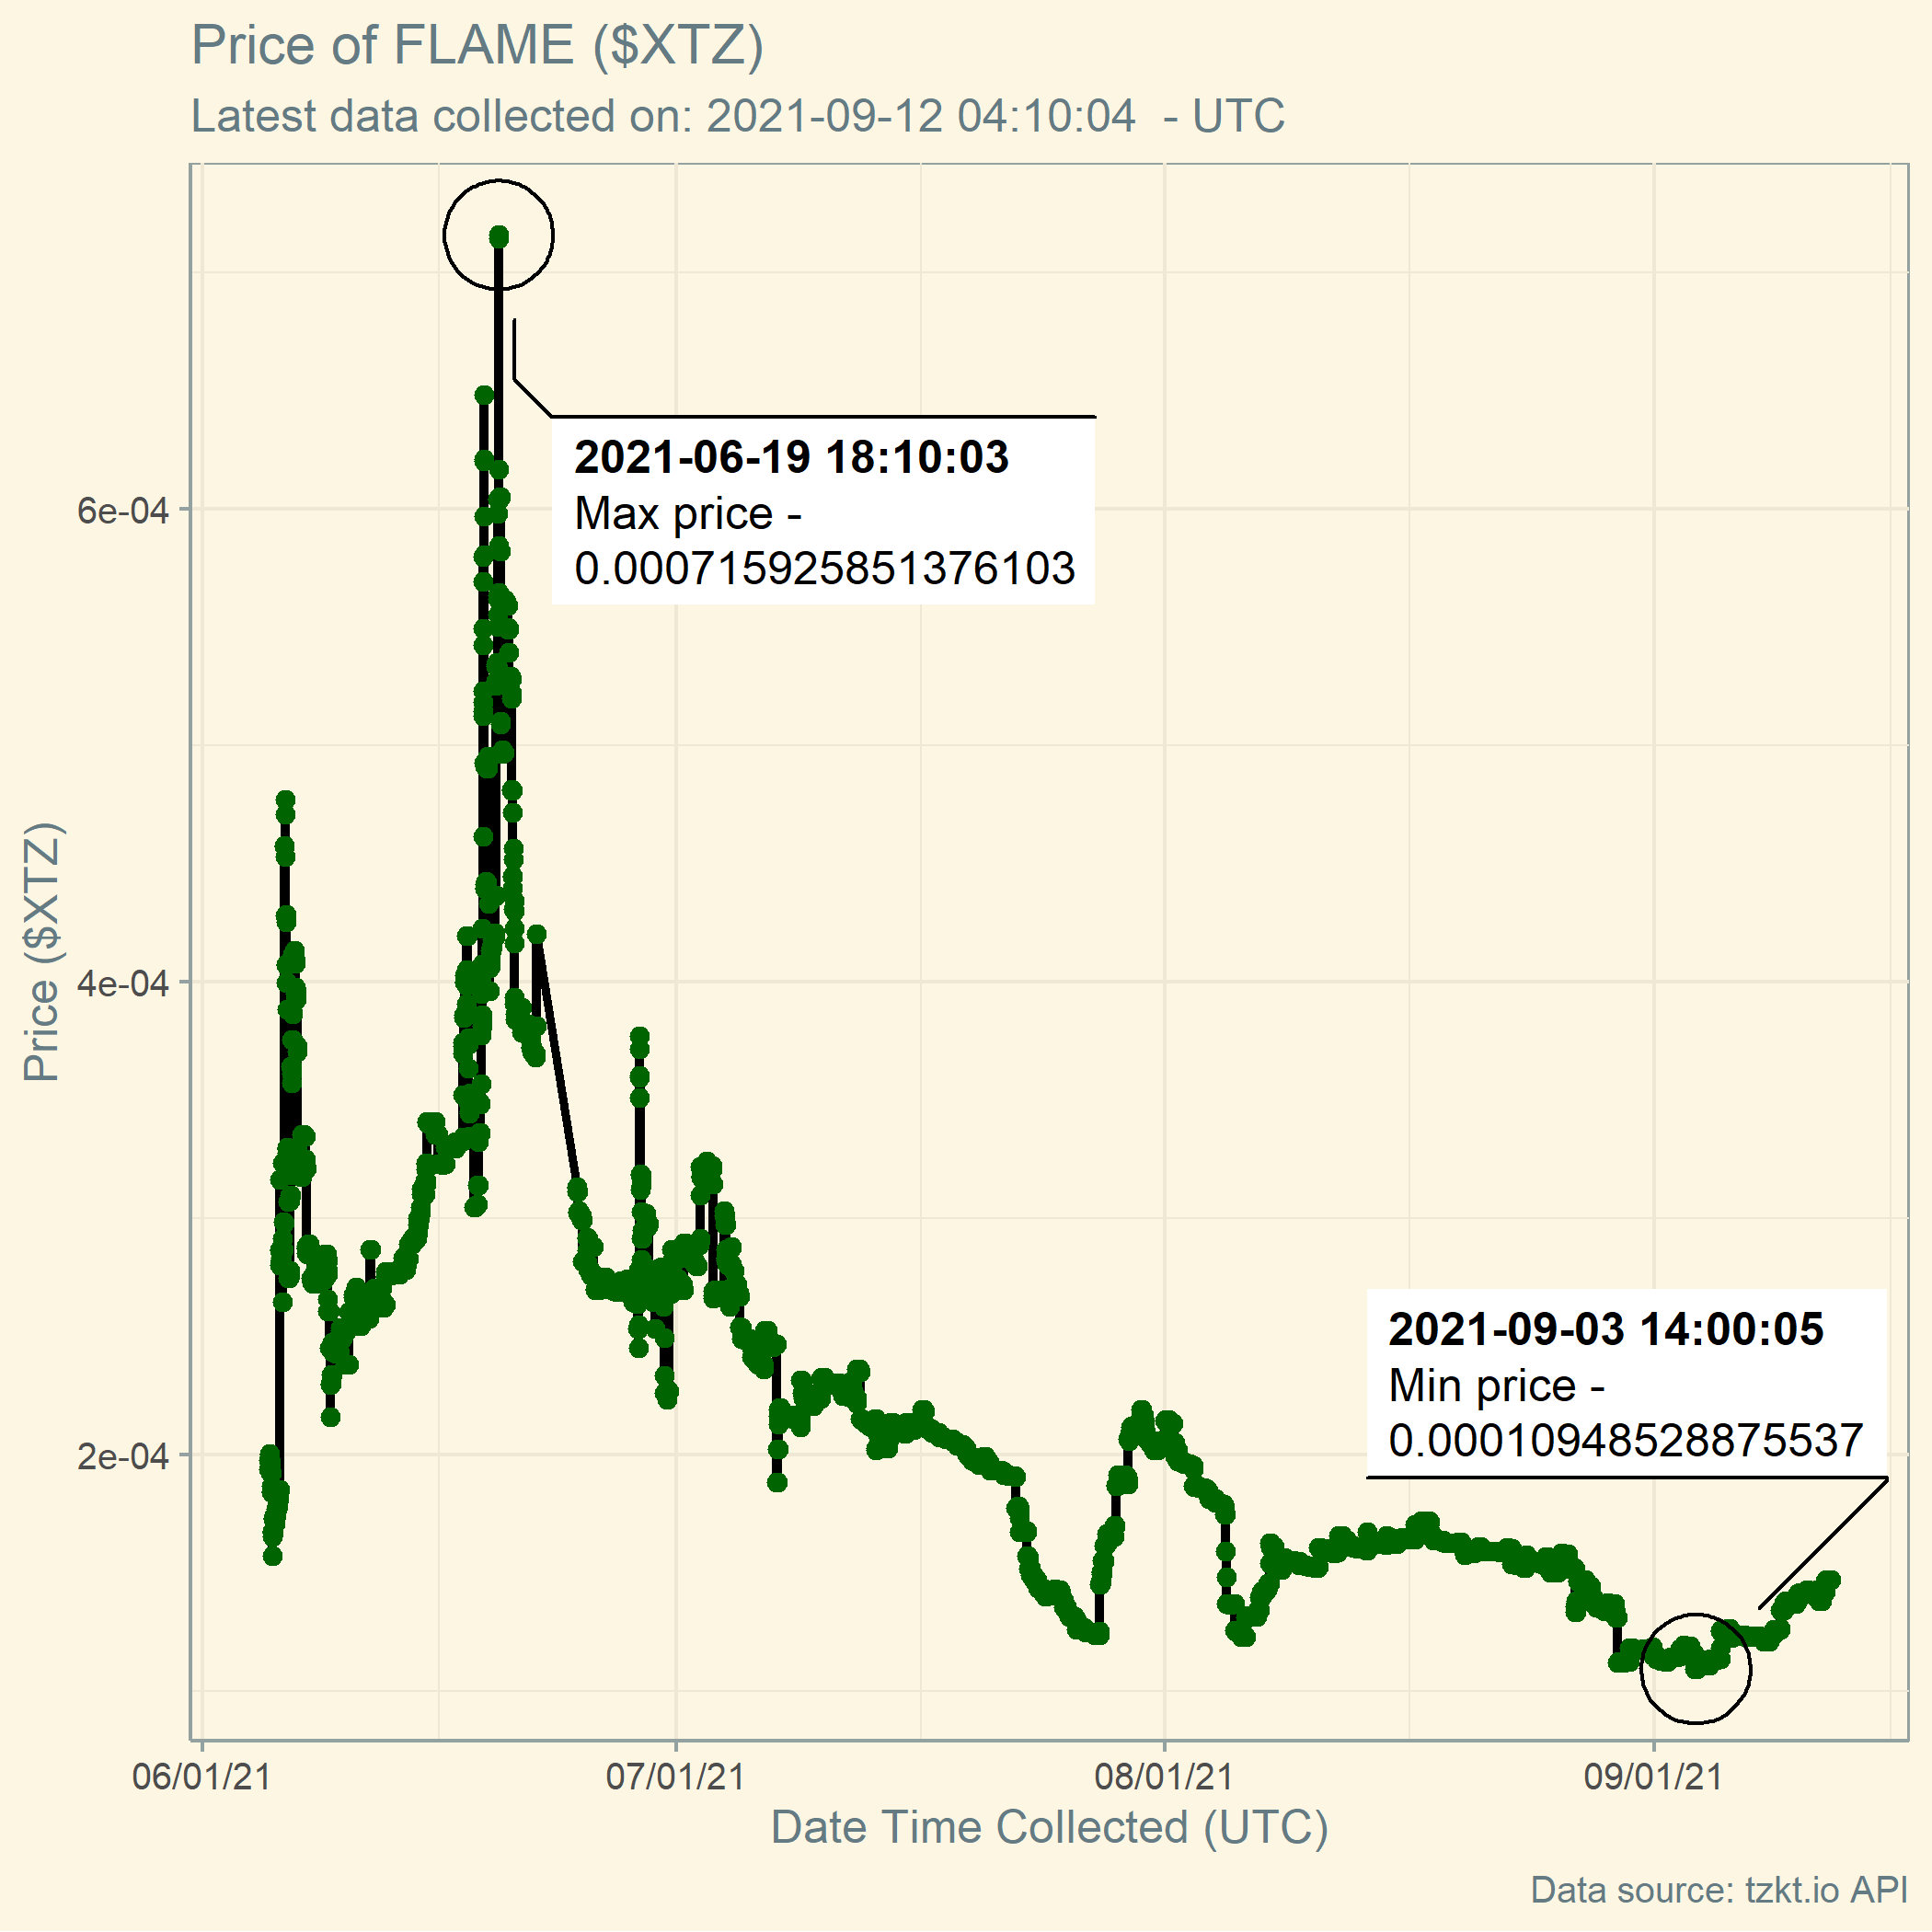 Price of FLAME ($XTZ)
Latest data collected on: 2021-09-12 04:10:04  - UTC
2021-06-19 18:10:03
Max price -
0.000715925851376103
6e-04
4e-04
2e-04
Price ($XTZ)
2021-09-03 14:00:05
Min price -
0.00010948528875537
06/01/21
07/01/21
08/01/21
09/01/21
Date Time Collected (UTC)
Data source: tzkt.io API